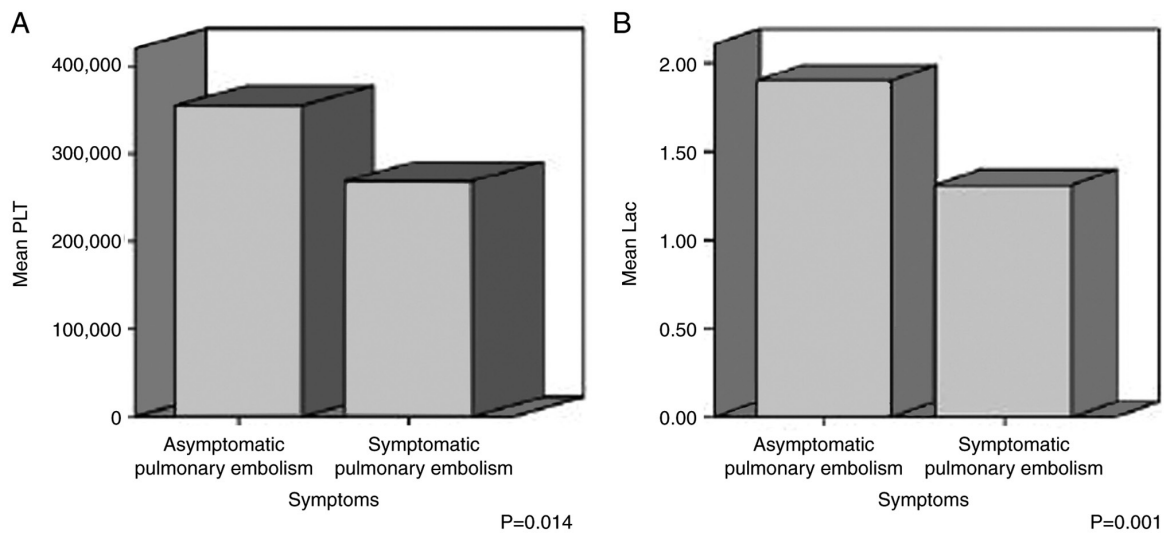 A
400,000
300,000
200,000
100,000
0
Mean PLT
Asymptomatic
pulmonary embolism
Symptomatic
pulmonary embolism
Symptoms
P=0.014
B
2.00
1.50
1.00
0.50
0.00
Mean Lac
Asymptomatic
pulmonary embolism
Symptomatic
pulmonary embolism
Symptoms
P=0.001